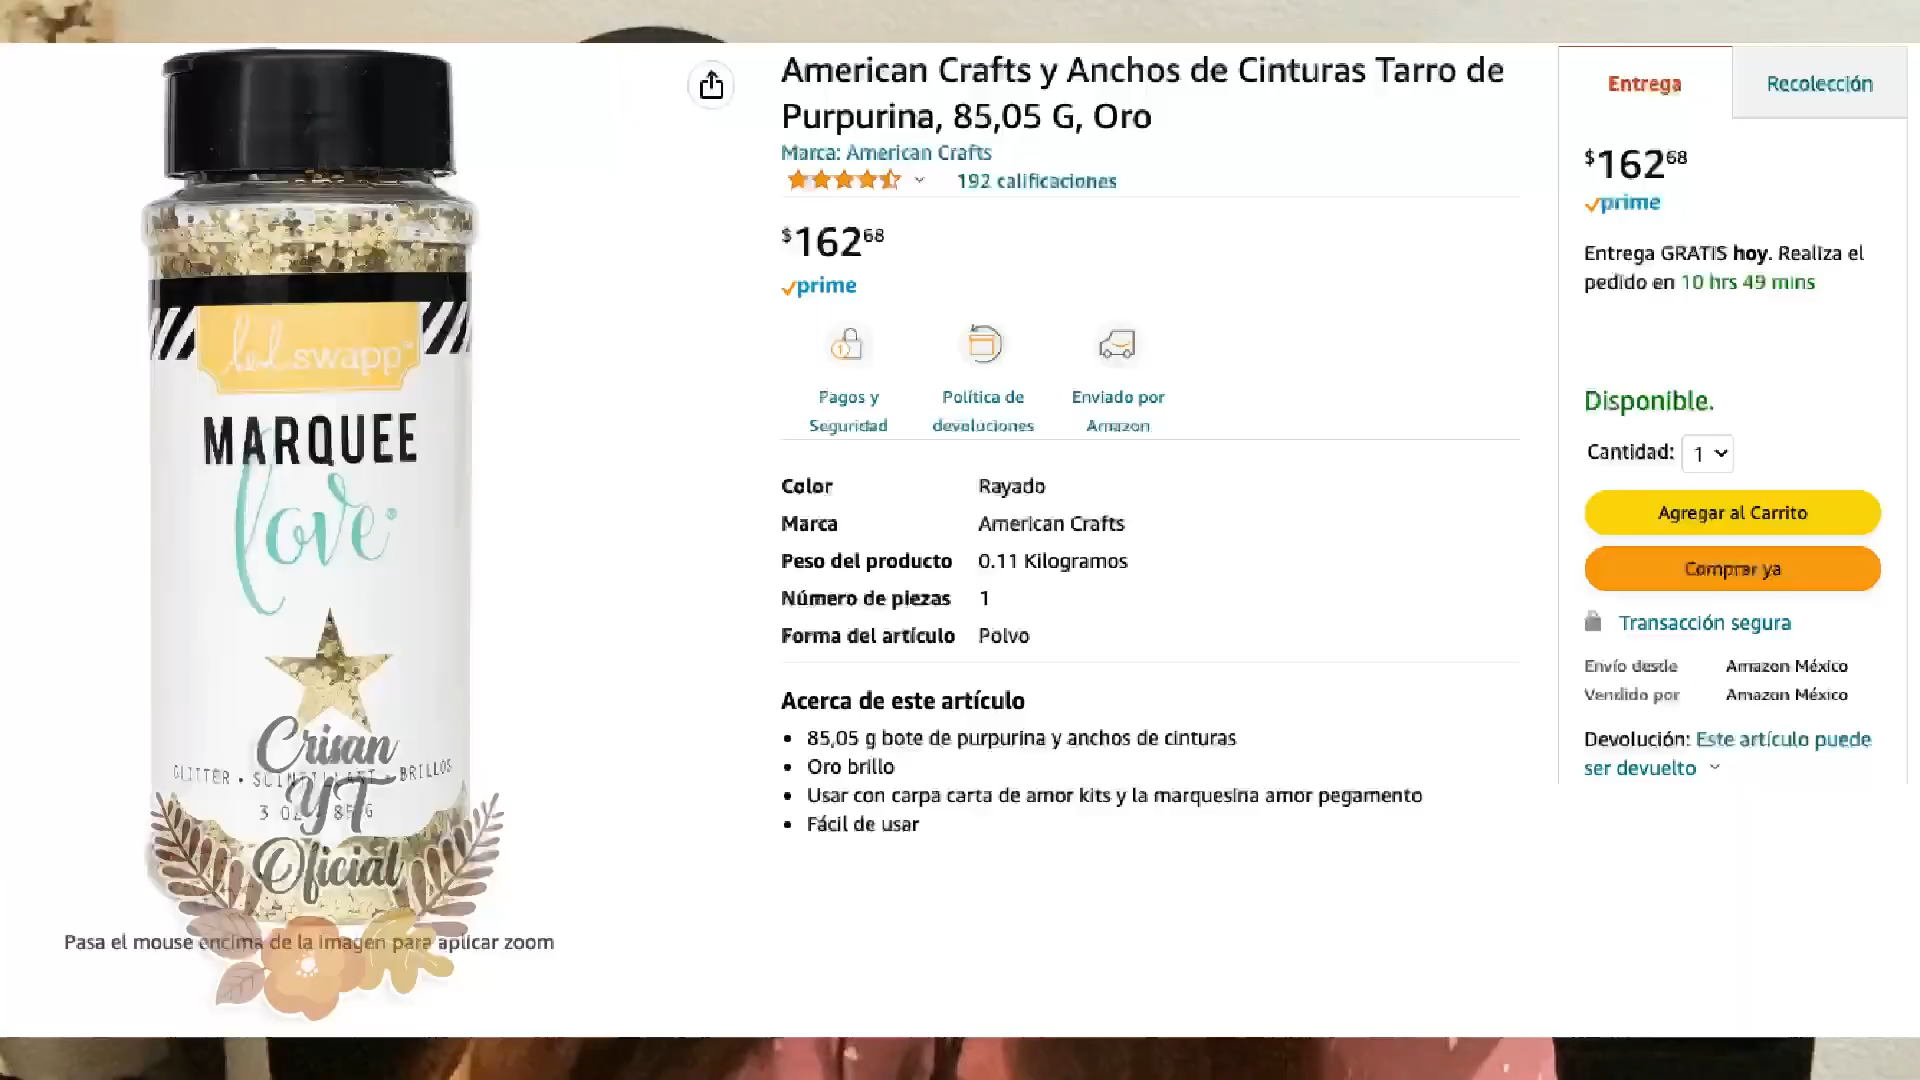 American Crafts y Anchos de Cinturas Tarro de
Purpurina, 85,05 G, Oro
Marca: American Crafts
192 calificaciones
$16268
prime
Pagos y
Seguridad
Política de
devoluciones
Enviado por
Amazon
Color Rayado
Marca American Crafts
Peso del producto 0.11 Kilogramos
Número de piezas 1
Forma del artículo Polvo
Acerca de este artículo
• 85,05 g bote de purpurina y anchos de cinturas
• Oro brillo
• Usar con carpa carta de amor kits y la marquesina amor pegamento
• Fácil de usar
Entrega
Recolección
$16268
prime
Entrega GRATIS hoy. Realiza el
pedido en 10 hrs 49 mins
Disponible.
Cantidad: 1
Agregar al Carrito
Comprar ya
Transacción segura
Envío desde Amazon México
Vendido por Amazon México
Devolución: Este artículo puede
ser devuelto
swapp™
MARQUEE
love®
GLITTER • SCINTILLANT • BRILLOS
Crisan
YT
Oficial
Pasa el mouse encima de la imagen para aplicar zoom